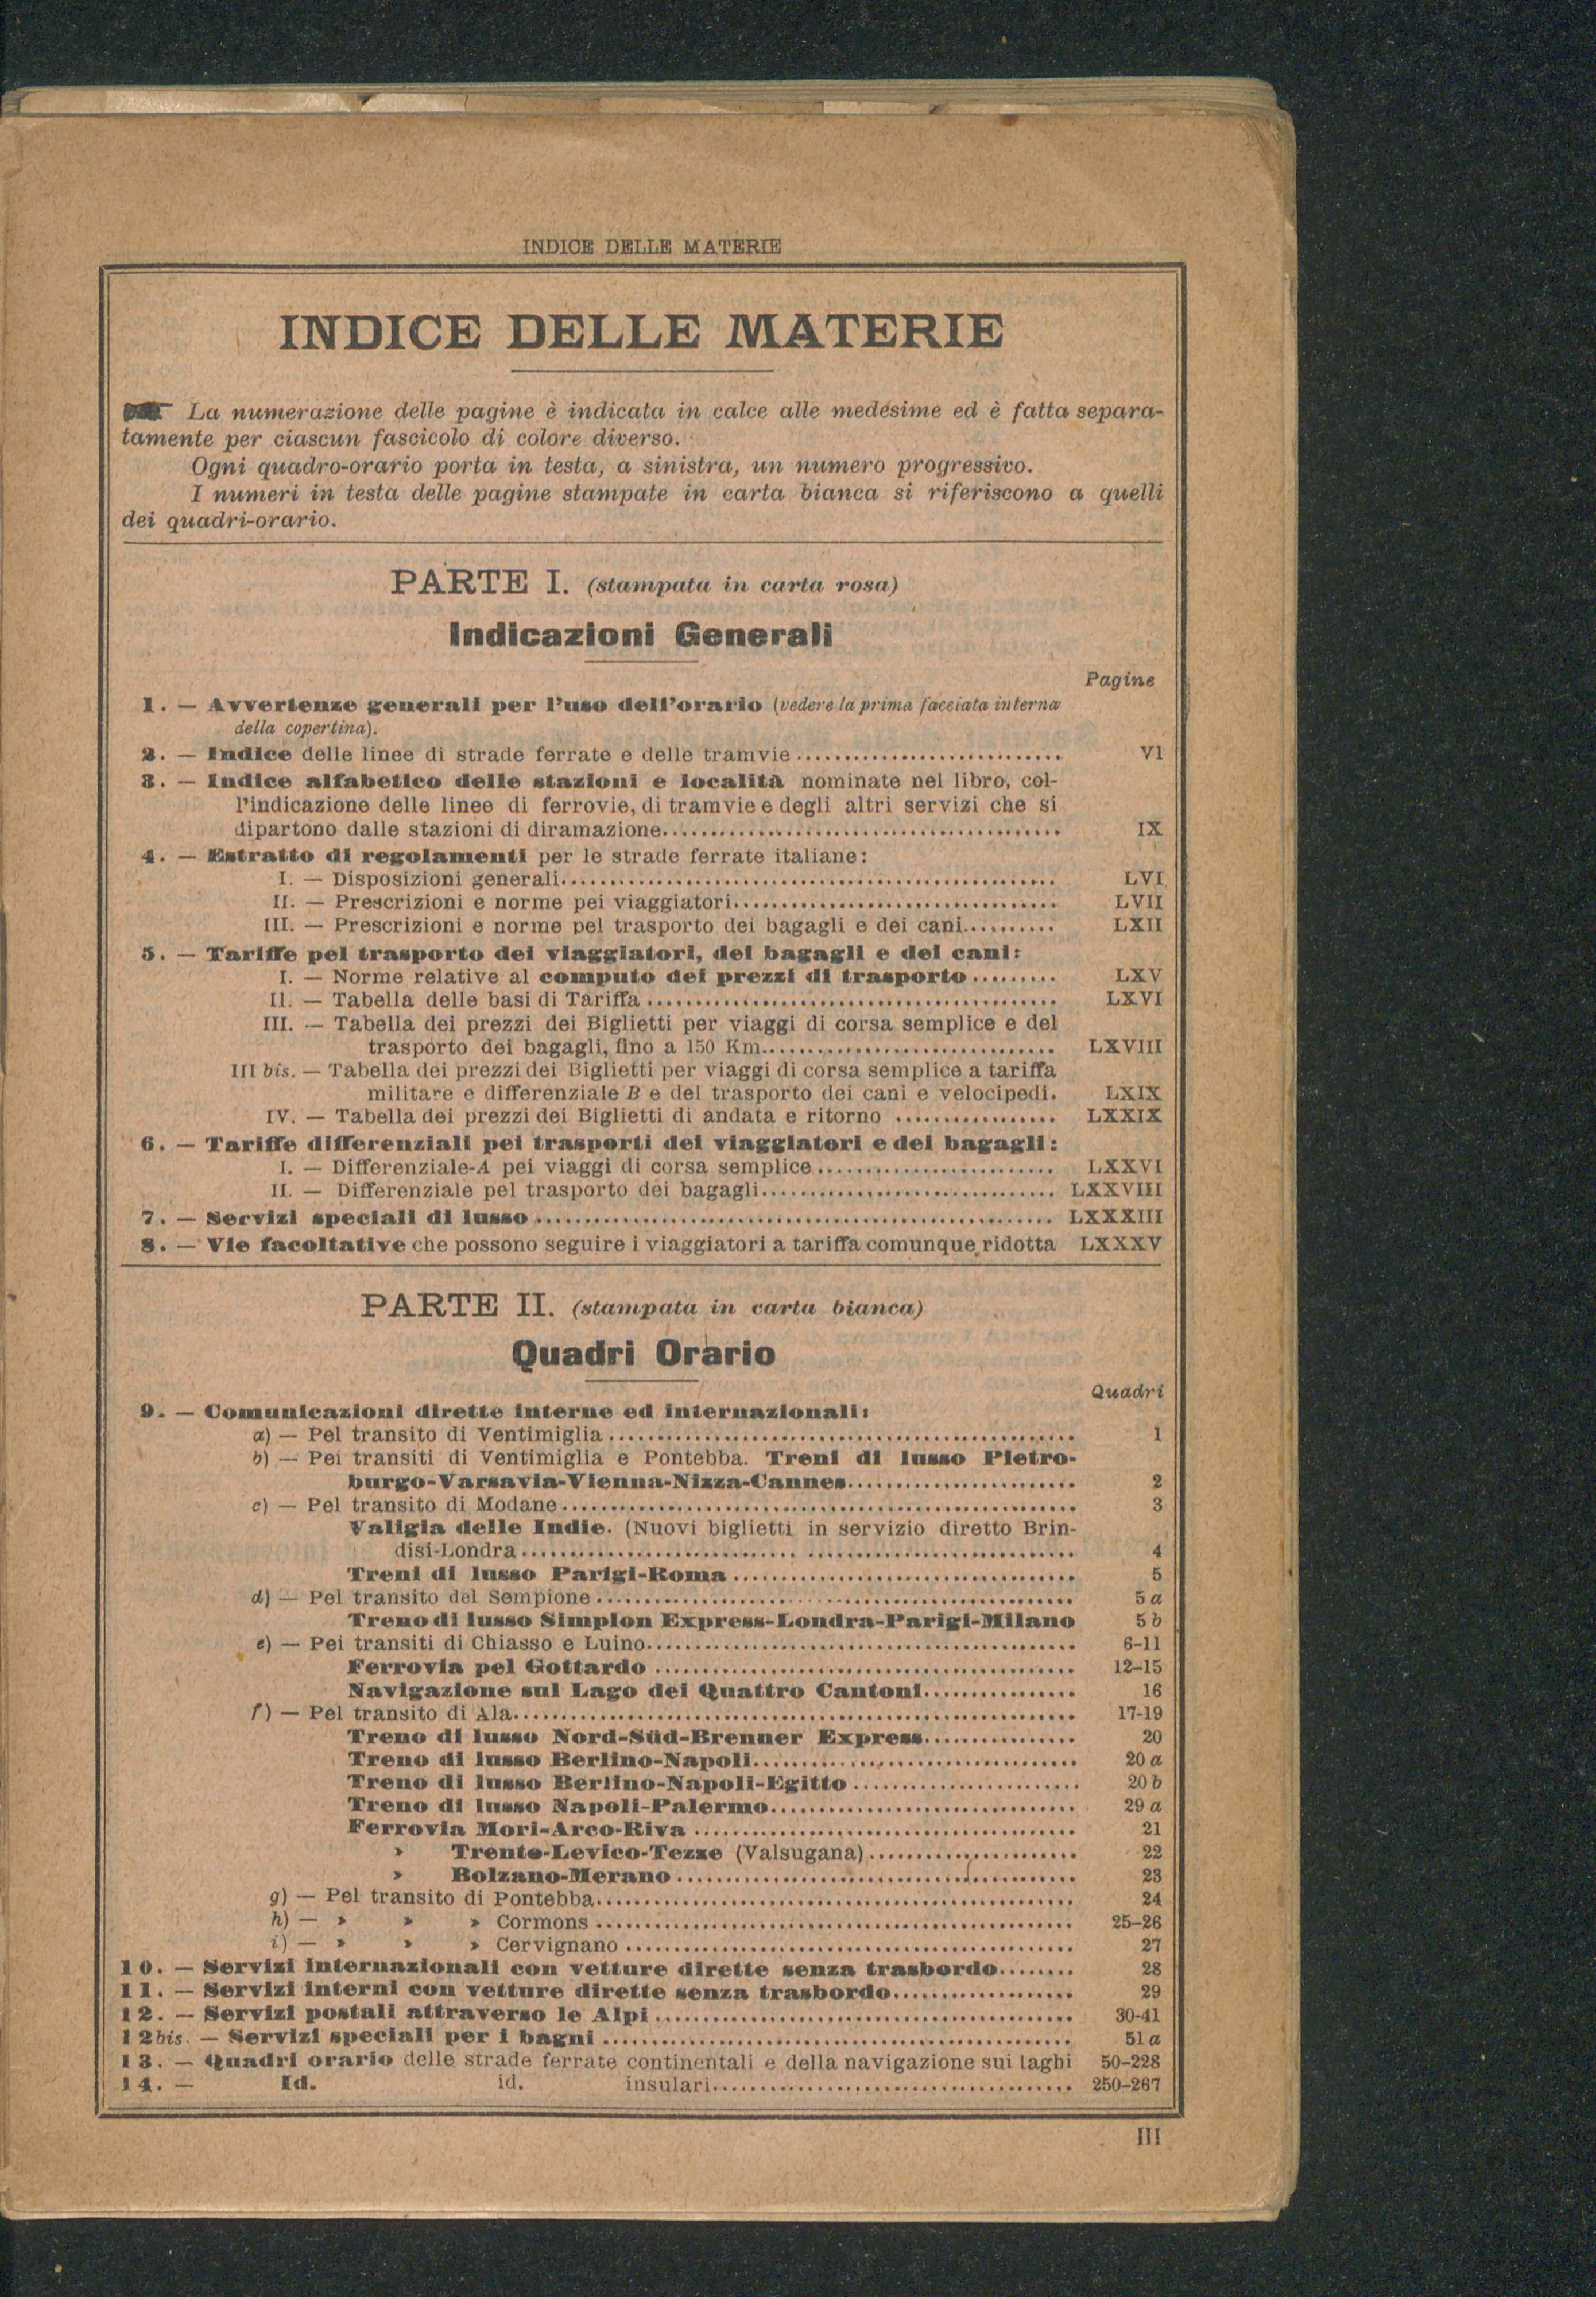 INDICE DELLE MATERIE
INDICE DELLE MATERIE
La numerazione delle pagine è indicata in calce alle medesime ed è fatta separa-
tamente per ciascun fascicolo di colore diverso.
Ogni quadro-orario porta in testa, a sinistra, un numero progressivo.
I numeri in testa delle pagine stampate in carta bianca si riferiscono a quelli
dei quadri-orario.
PARTE I. (stampata in carta rosa)
Indicazioni Generali
Pagine
1. — Avvertenze generali per l'uso dell'orario (vedere la prima facciata interna
della copertina).
2. — Indice delle linee di strade ferrate e delle tramvie ........ VI
3. — Indice alfabetico delle stazioni e località nominate nel libro, col-
l'indicazione delle linee di ferrovie, di tramvie e degli altri servizi che si
dipartono dalle stazioni di diramazione........ IX
4. — Estratto di regolamenti per le strade ferrate italiane:
I. — Disposizioni generali........ LVI
II. — Prescrizioni e norme pei viaggiatori........ LVII
III. — Prescrizioni e norme pel trasporto dei bagagli e dei cani........ LXII
5. — Tariffe pel trasporto dei viaggiatori, dei bagagli e dei cani:
I. — Norme relative al computo dei prezzi di trasporto ........ LXV
II. — Tabella delle basi di Tariffa ........ LXVI
III. — Tabella dei prezzi dei Biglietti per viaggi di corsa semplice e del
trasporto dei bagagli, fino a 150 Km........ LXVIII
III bis. — Tabella dei prezzi dei Biglietti per viaggi di corsa semplice a tariffa
militare e differenziale B e del trasporto dei cani e velocipedi. LXIX
IV. — Tabella dei prezzi dei Biglietti di andata e ritorno ........ LXXIX
6. — Tariffe differenziali pei trasporti dei viaggiatori e dei bagagli:
I. — Differenziale-A pei viaggi di corsa semplice ........ LXXVI
II. — Differenziale pel trasporto dei bagagli........ LXXVIII
7. — Servizi speciali di lusso ........ LXXXIII
8. — Vie facoltative che possono seguire i viaggiatori a tariffa comunque ridotta LXXXV
PARTE II. (stampata in carta bianca)
Quadri Orario
Quadri
9. — Comunicazioni dirette interne ed internazionali:
a) — Pel transito di Ventimiglia ........ 1
b) — Pei transiti di Ventimiglia e Pontebba. Treni di lusso Pietro-
burgo-Varsavia-Vienna-Nizza-Cannes........ 2
c) — Pel transito di Modane ........ 3
Valigia delle Indie. (Nuovi biglietti in servizio diretto Brin-
disi-Londra ........ 4
Treni di lusso Parigi-Roma ........ 5
d) — Pel transito del Sempione ........ 5 a
Treno di lusso Simplon Express-Londra-Parigi-Milano 5 b
e) — Pei transiti di Chiasso e Luino........ 6-11
Ferrovia pel Gottardo ........ 12-15
Navigazione sul Lago dei Quattro Cantoni........ 16
f) — Pel transito di Ala........ 17-19
Treno di lusso Nord-Süd-Brenner Express........ 20
Treno di lusso Berlino-Napoli........ 20 a
Treno di lusso Berlino-Napoli-Egitto ........ 20 b
Treno di lusso Napoli-Palermo........ 29 a
Ferrovia Mori-Arco-Riva ........ 21
» Trento-Levico-Tezze (Valsugana)........ 22
» Bolzano-Merano ........ 23
g) — Pel transito di Pontebba........ 24
h) — » » » Cormons ........ 25-26
i) — » » » Cervignano ........ 27
10. — Servizi internazionali con vetture dirette senza trasbordo........ 28
11. — Servizi interni con vetture dirette senza trasbordo........ 29
12. — Servizi postali attraverso le Alpi ........ 30-41
12 bis. — Servizi speciali per i bagni ........ 51 a
13. — Quadri orario delle strade ferrate continentali e della navigazione sui laghi 50-228
14. — Id. id. insulari........ 250-267
III